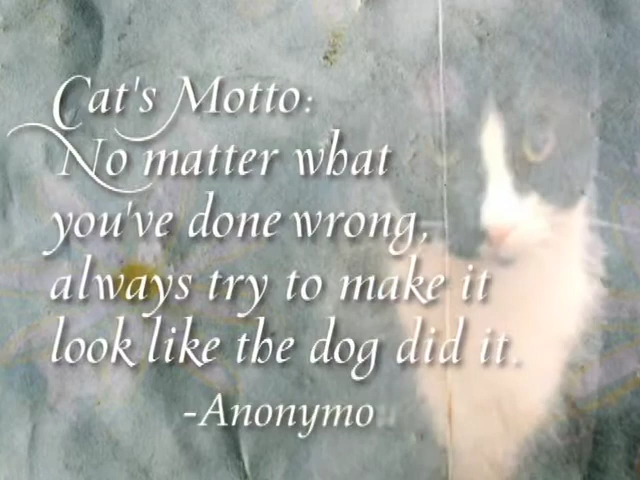 Cat's Motto:
No matter what
you've done wrong,
always try to make it
look like the dog did it.
-Anonymou